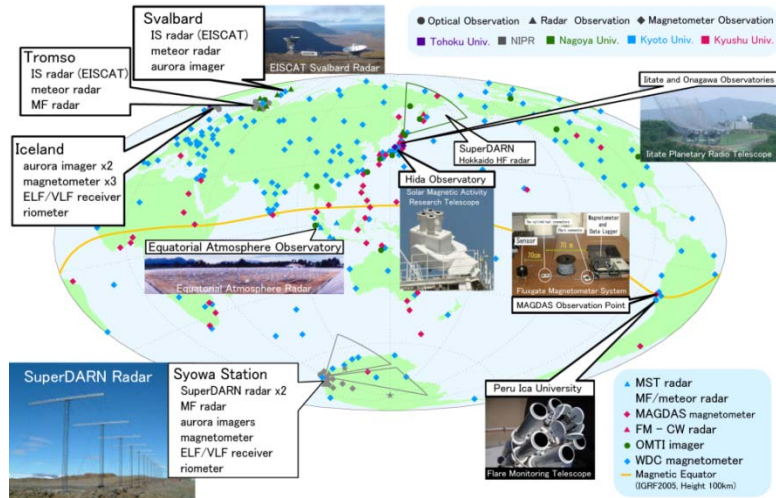 Svalbard
IS radar (EISCAT)
meteor radar
aurora imager
EISCAT Svalbard Radar
Optical Observation
Radar Observation
Magnetometer Observation
Tohoku Univ.
NIPR
Nagoya Univ.
Kyoto Univ.
Kyushu Univ.
Tromso
IS radar (EISCAT)
meteor radar
MF radar
Iitate and Onagawa Observatories
Iitate Planetary Radio Telescope
Iceland
aurora imager x2
magnetometer x3
ELF/VLF receiver
riometer
SuperDARN
Hokkaido HF radar
Hida Observatory
Solar Magnetic Activity
Research Telescope
Equatorial Atmosphere Observatory
Equatorial Atmosphere Radar
Sensor
70 m
70cm
Magnetometer
and
Data Logger
Fluxgate Magnetometer System
MAGDAS Observation Point
SuperDARN Radar
Syowa Station
SuperDARN radar x2
MF radar
aurora imagers
magnetometer
ELF/VLF receiver
riometer
Peru Ica University
Flare Monitoring Telescope
MST radar
MF/meteor radar
MAGDAS magnetometer
FM - CW radar
OMTI imager
WDC magnetometer
Magnetic Equator
(IGRF2005, Height 100km)